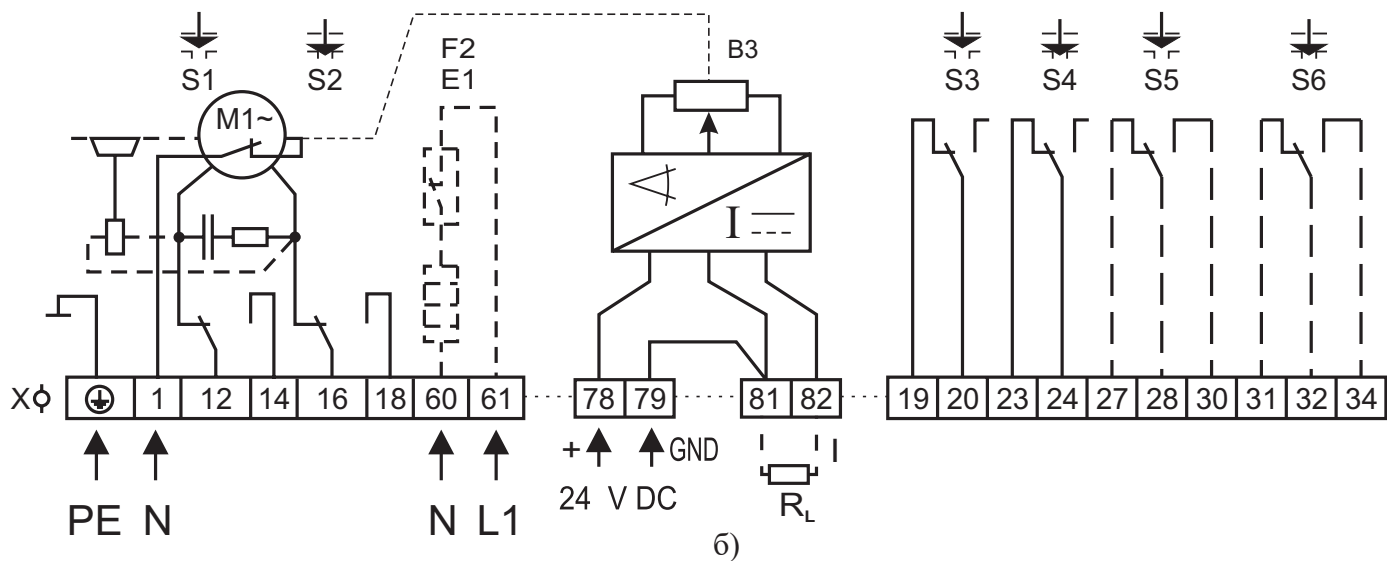 S1 S2 F2 B3 S3 S4 S5 S6
E1
M1~
I
X 1 12 14 16 18 60 61 78 79 81 82 19 20 23 24 27 28 30 31 32 34
+ GND I
24 V DC
PE N N L1 RL
б)